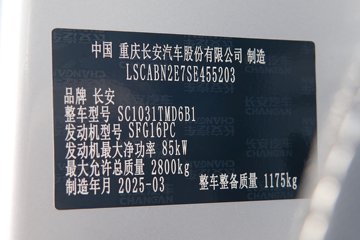 中国 重庆长安汽车股份有限公司 制造
LSCABN2E7SE455203
品牌 长安
整车型号 SC1031TMD6B1
发动机型号 SFG16PC
发动机最大净功率 85kW
最大允许总质量 2800kg
制造年月 2025-03 整车整备质量 1175kg